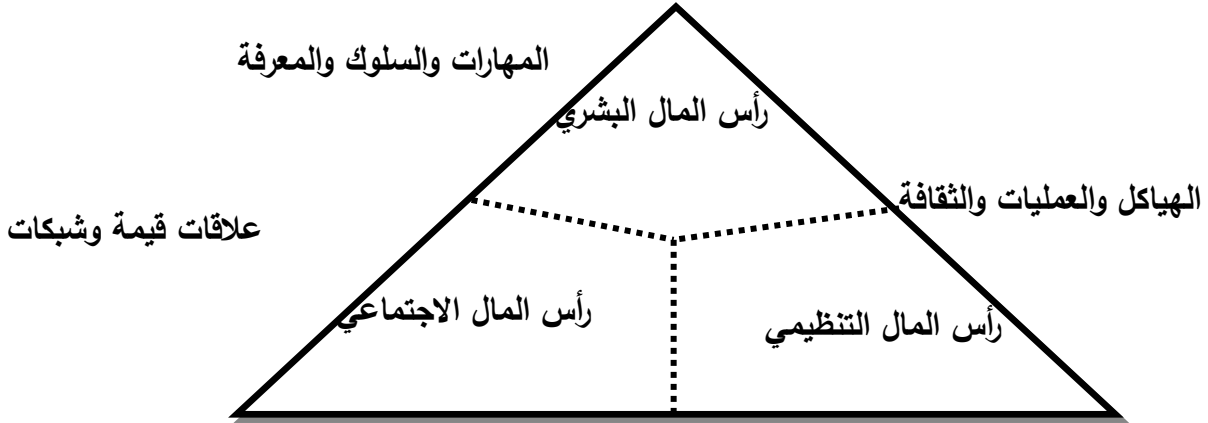 المهارات والسلوك والمعرفة
رأس المال البشري
الهياكل والعمليات والثقافة
علاقات قيمة وشبكات
رأس المال الاجتماعي
رأس المال التنظيمي